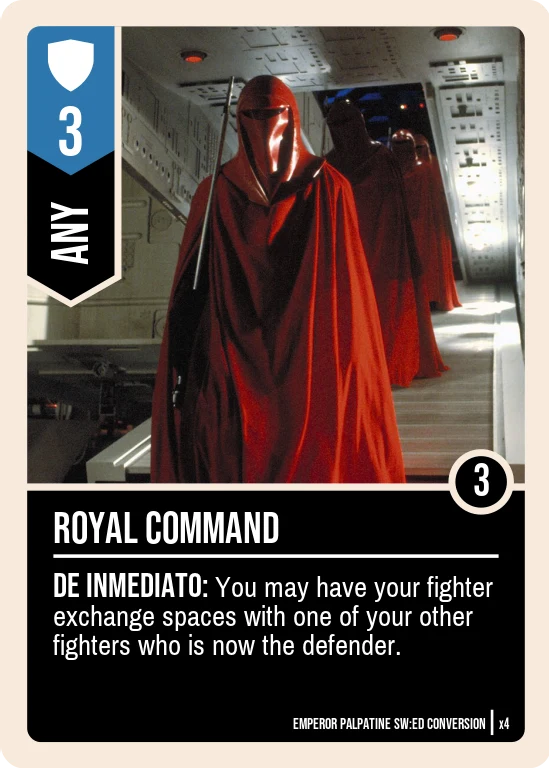 3
ANY
3
ROYAL COMMAND
DE INMEDIATO: You may have your fighter
exchange spaces with one of your other
fighters who is now the defender.
EMPEROR PALPATINE SW:ED CONVERSION | x4